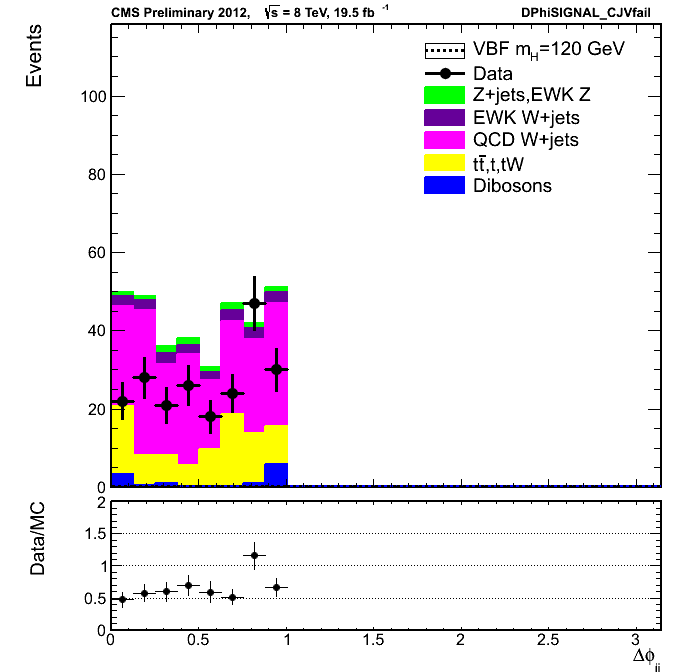 CMS Preliminary 2012, √s = 8 TeV, 19.5 fb⁻¹ DPhiSIGNAL_CJVfail
Events
VBF m_H=120 GeV
Data
Z+jets,EWK Z
EWK W+jets
QCD W+jets
tt̄,t,tW
Dibosons
100
80
60
40
20
0
Data/MC
2
1.5
1
0.5
0
0 0.5 1 1.5 2 2.5 3
Δϕ_jj